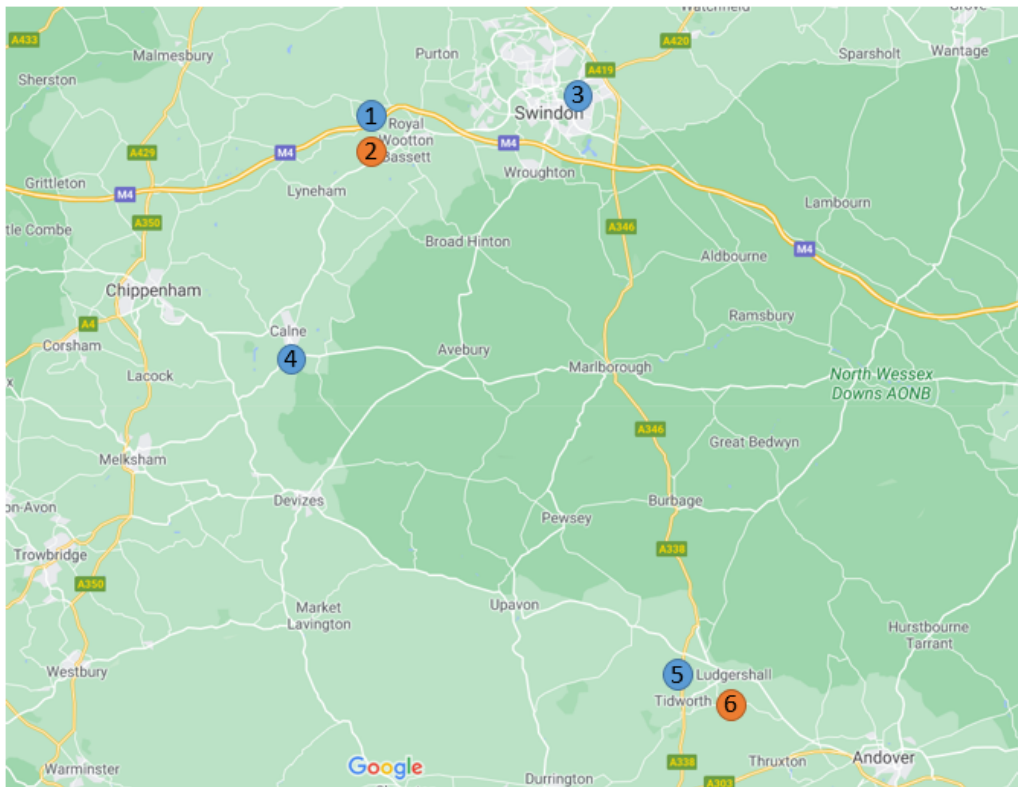 Watchfield
Grove
A433
A420
Malmesbury
Purton
Sparsholt
Wantage
Sherston
A419
3
Swindon
1
Royal
Wootton
Bassett
2
A429
M4
M4
Wroughton
Grittleton
M4
Lyneham
Lambourn
A350
A346
tle Combe
Broad Hinton
M4
Aldbourne
Chippenham
Ramsbury
A4
Calne
Corsham
4
Avebury
Marlborough
Lacock
North Wessex
Downs AONB
x
A346
Great Bedwyn
Melksham
Devizes
Burbage
on-Avon
Pewsey
Trowbridge
A338
A350
Upavon
Market
Lavington
Hurstbourne
Tarrant
Westbury
5
Ludgershall
Tidworth
6
Andover
Warminster
Google
Durrington
A338
Thruxton
A303